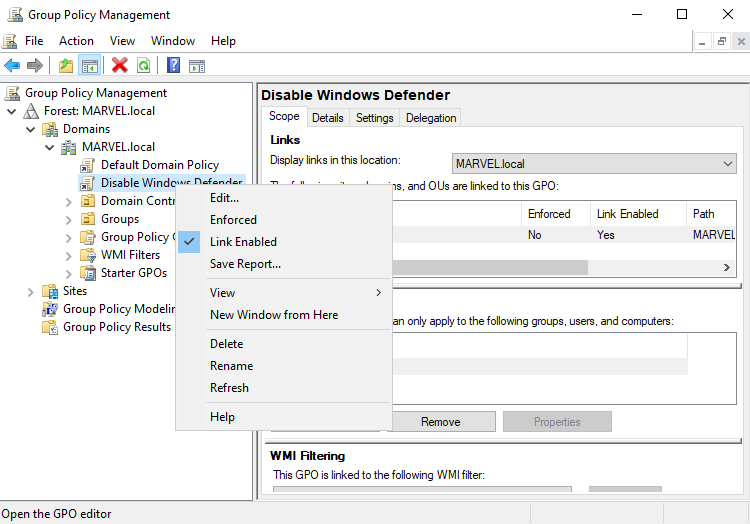 Group Policy Management
File Action View Window Help
Group Policy Management
Forest: MARVEL.local
Domains
MARVEL.local
Default Domain Policy
Disable Windows Defender
Domain Contr
Groups
Group Policy O
WMI Filters
Starter GPOs
Sites
Group Policy Modelin
Group Policy Results
Edit...
Enforced
Link Enabled
Save Report...
View
New Window from Here
Delete
Rename
Refresh
Help
Disable Windows Defender
Scope Details Settings Delegation
Links
Display links in this location: MARVEL.local
The following sites, domains, and OUs are linked to this GPO:
Enforced Link Enabled Path
No Yes MARVEL
an only apply to the following groups, users, and computers:
Remove Properties
WMI Filtering
This GPO is linked to the following WMI filter:
Open the GPO editor